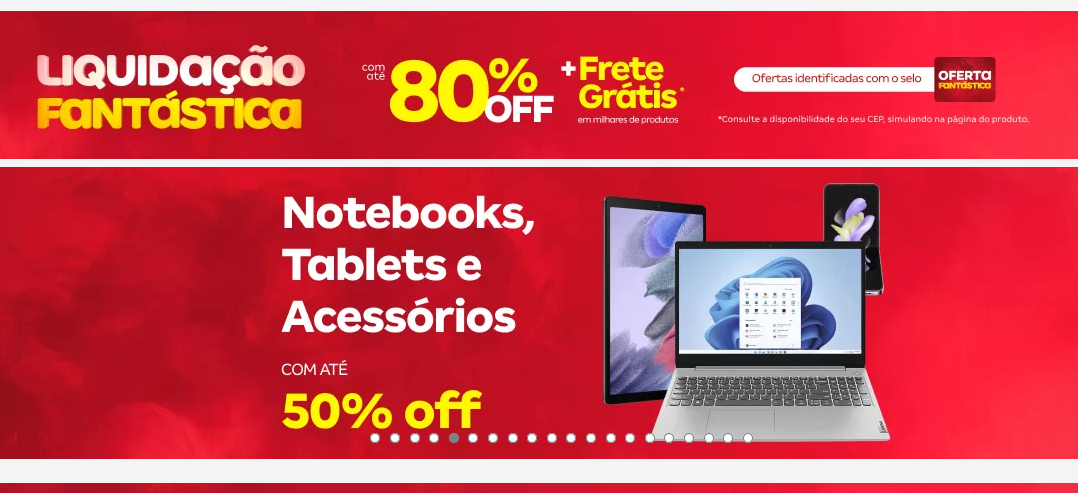 LIQUIDAÇÃO
FANTÁSTICA
com
até
80%
OFF
+Frete
Grátis*
em milhares de produtos
Ofertas identificadas com o selo
OFERTA
FANTÁSTICA
*Consulte a disponibilidade do seu CEP, simulando na página do produto.
Notebooks,
Tablets e
Acessórios
COM ATÉ
50% off